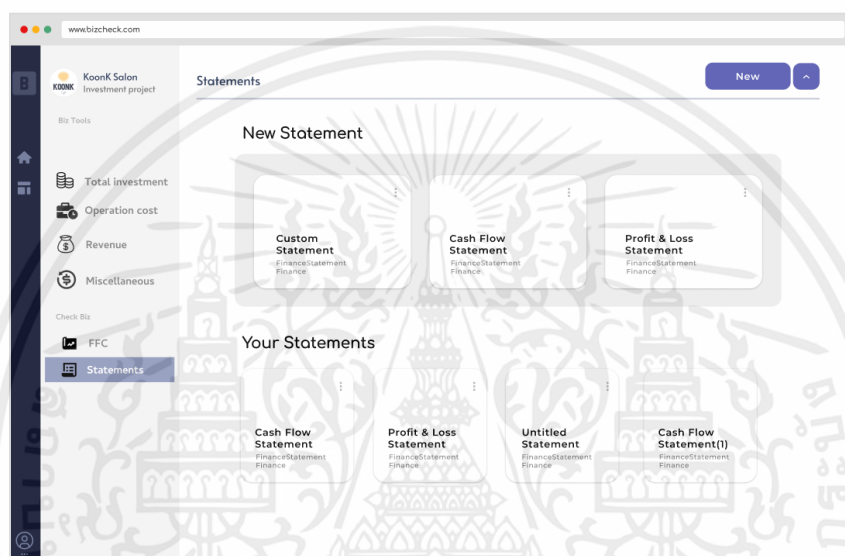 www.bizcheck.com
B
KoonK Salon
KOONK
Investment project
Statements
New
Biz Tools
New Statement
Total investment
Operation cost
Revenue
Miscellaneous
Custom
Statement
FinanceStatement
Finance
Cash Flow
Statement
FinanceStatement
Finance
Profit & Loss
Statement
FinanceStatement
Finance
Check Biz
FFC
Statements
Your Statements
Cash Flow
Statement
FinanceStatement
Finance
Profit & Loss
Statement
FinanceStatement
Finance
Untitled
Statement
FinanceStatement
Finance
Cash Flow
Statement(1)
FinanceStatement
Finance